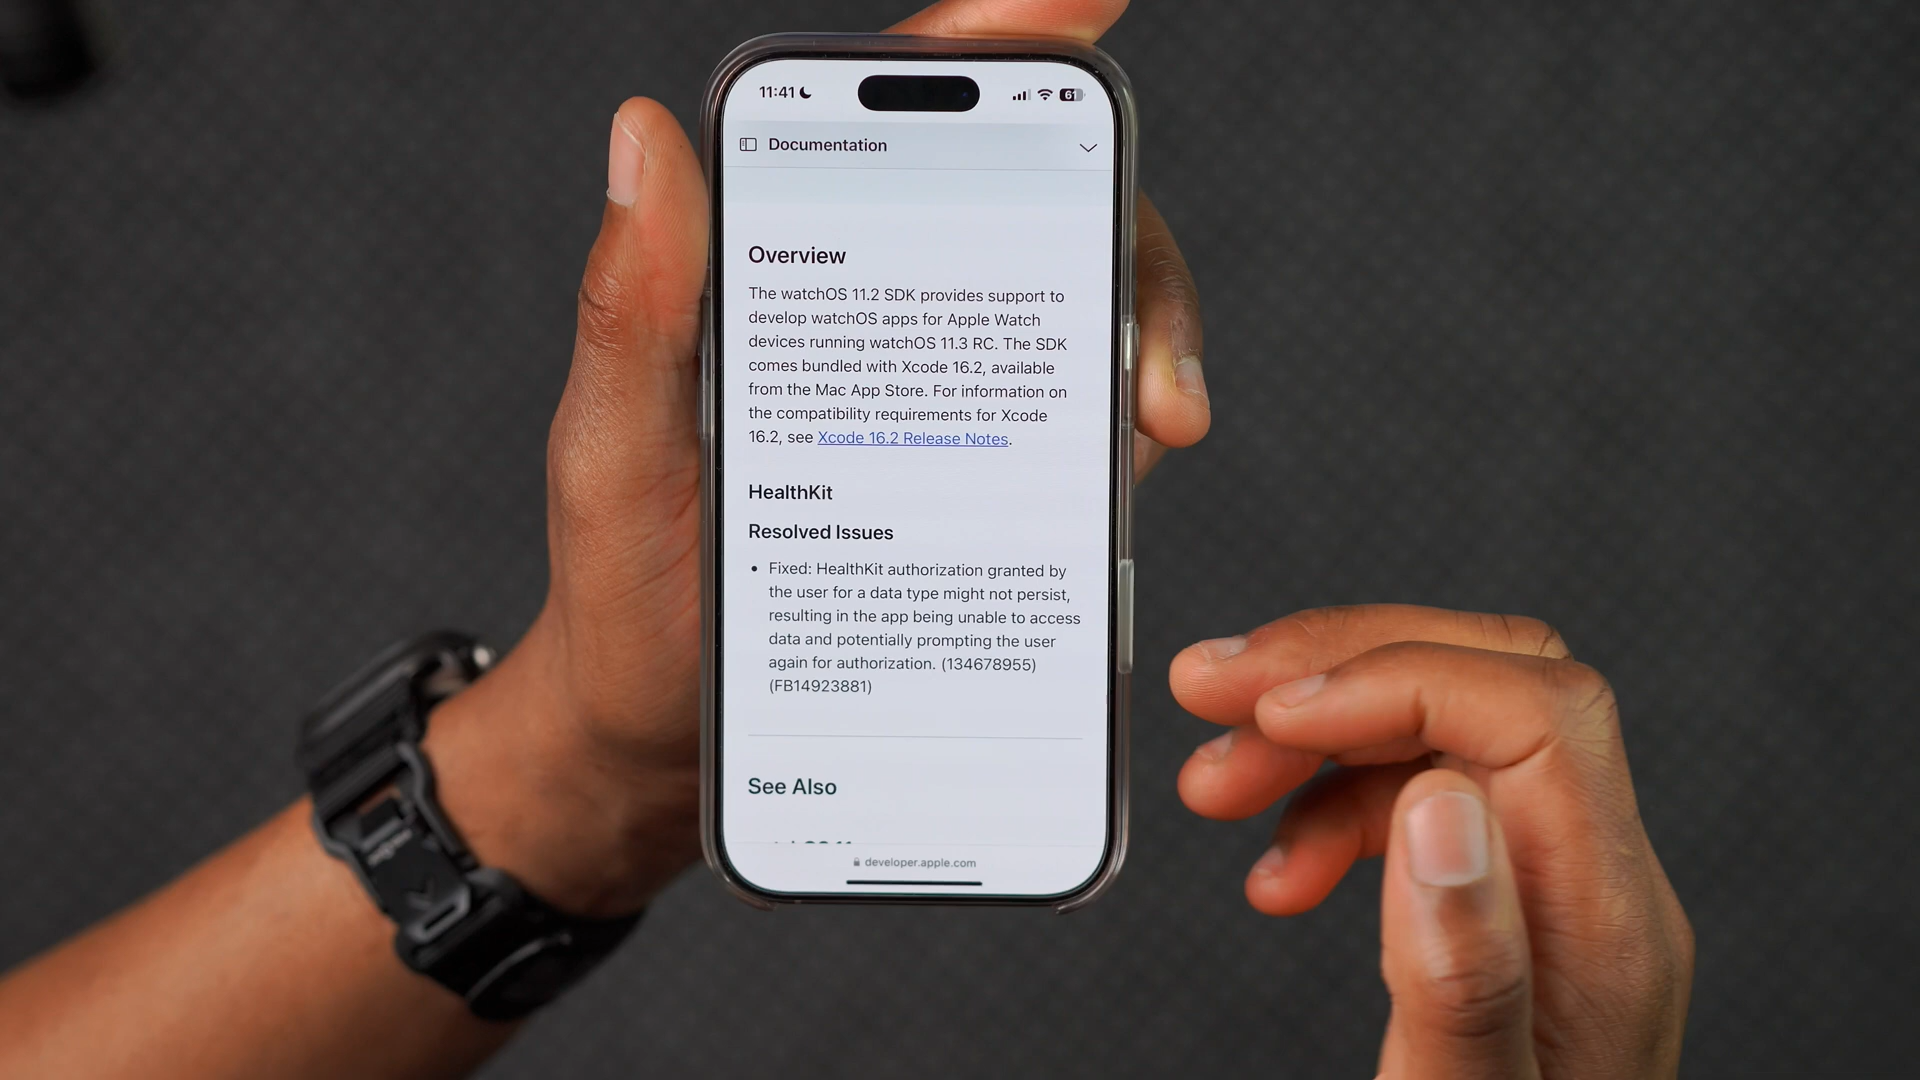 11:41
61
Documentation
Overview
The watchOS 11.2 SDK provides support to
develop watchOS apps for Apple Watch
devices running watchOS 11.3 RC. The SDK
comes bundled with Xcode 16.2, available
from the Mac App Store. For information on
the compatibility requirements for Xcode
16.2, see Xcode 16.2 Release Notes.
HealthKit
Resolved Issues
• Fixed: HealthKit authorization granted by
the user for a data type might not persist,
resulting in the app being unable to access
data and potentially prompting the user
again for authorization. (134678955)
(FB14923881)
See Also
developer.apple.com